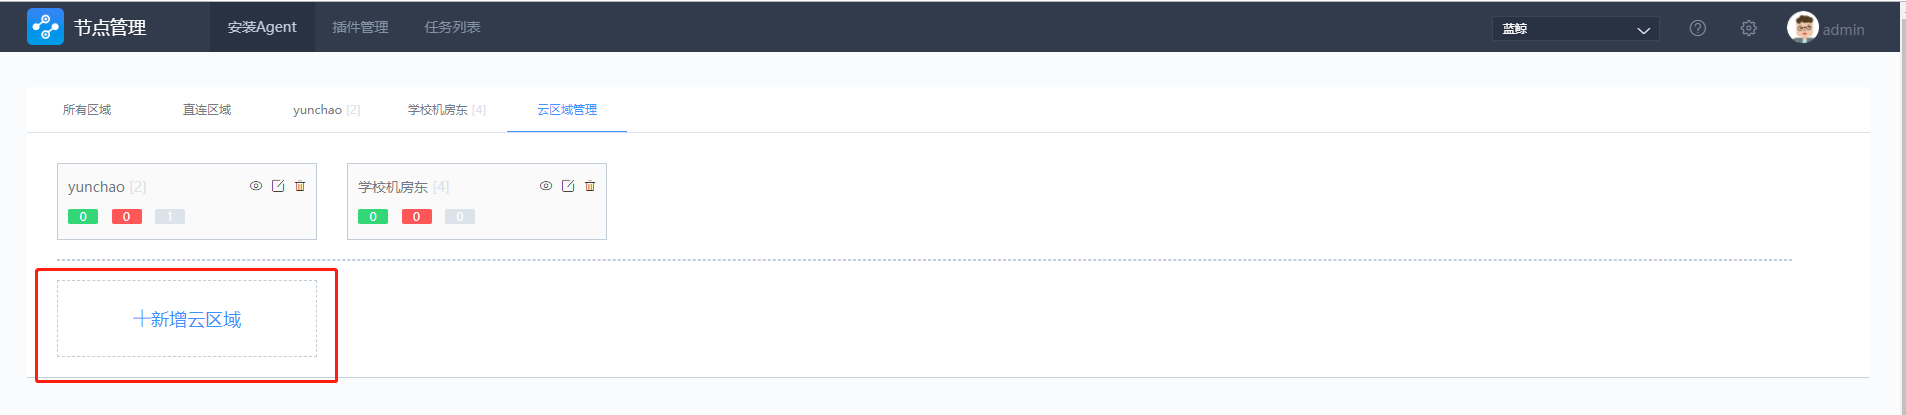 节点管理 安装Agent 插件管理 任务列表 蓝鲸 admin
所有区域 直连区域 yunchao [2] 学校机房东 [4] 云区域管理
yunchao [2] 学校机房东 [4]
0 0 1 0 0 0
+新增云区域